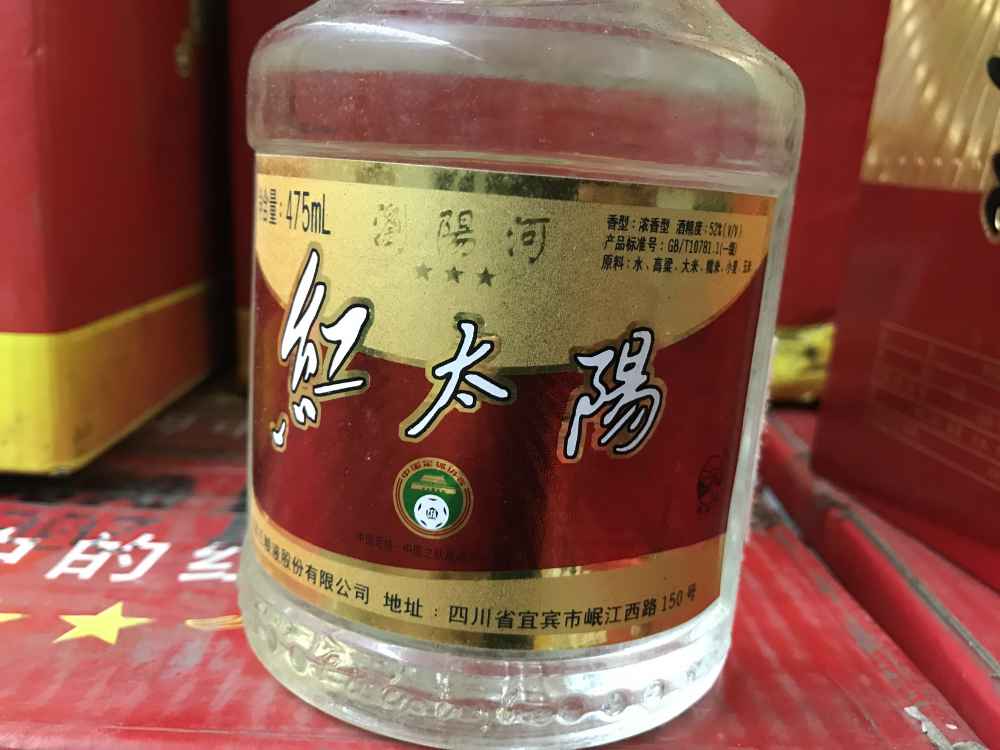 含量：475mL
瀏陽河
香型：浓香型 酒精度：52%(V/V)
产品标准号：GB/T10781.1(一级)
原料：水、高粱、大米、糯米、小麦、玉米
紅太陽
液股份有限公司 地址：四川省宜宾市岷江西路150号
的红